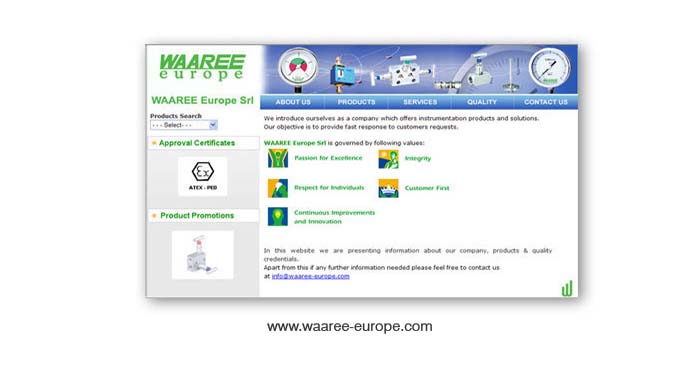 WAAREE
europe
WAAREE Europe Srl
ABOUT US PRODUCTS SERVICES QUALITY CONTACT US
Products Search
- - - Select- - -
Approval Certificates
Ex
ATEX - PED
Product Promotions
We introduce ourselves as a company which offers instrumentation products and solutions.
Our objective is to provide fast response to customers requests.
WAAREE Europe Srl is governed by following values:
Passion for Excellence
Integrity
Respect for Individuals
Customer First
Continuous Improvements
and Innovation
In this website we are presenting information about our company, products & quality
credentials.
Apart from this if any further information needed please feel free to contact us
at info@waaree-europe.com
www.waaree-europe.com